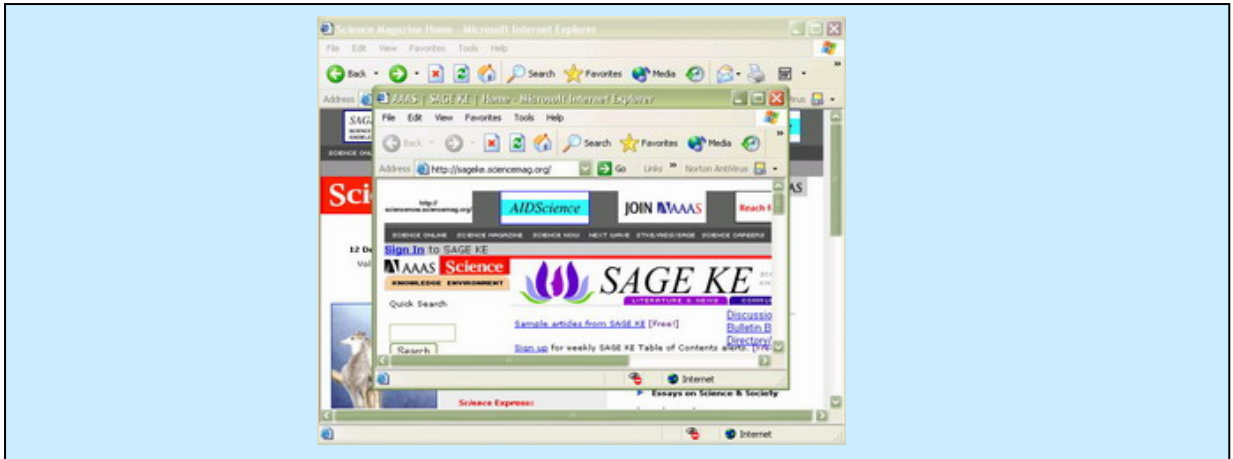 Science Magazine Home - Microsoft Internet Explorer
File Edit View Favorites Tools Help
Back Search Favorites Media
Address
AAAS | SAGE KE | Home - Microsoft Internet Explorer
File Edit View Favorites Tools Help
Back Search Favorites Media
Address http://sageke.sciencemag.org/ Go Links Norton AntiVirus
AIDScience JOIN AAAS Reach
SCIENCE ONLINE SCIENCE MAGAZINE SCIENCE NOW NEXT WAVE STKE/AIDS/SAGE SCIENCE CAREERS
Sign In to SAGE KE
AAAS Science
KNOWLEDGE ENVIRONMENT
SAGE KE
LITERATURE & NEWS
Quick Search
Sample articles from SAGE KE [Free!]
Discussio
Bulletin B
Directory/
Search
Sign up for weekly SAGE KE Table of Contents alerts.
Internet
Essays on Science & Society
Science Express:
Internet